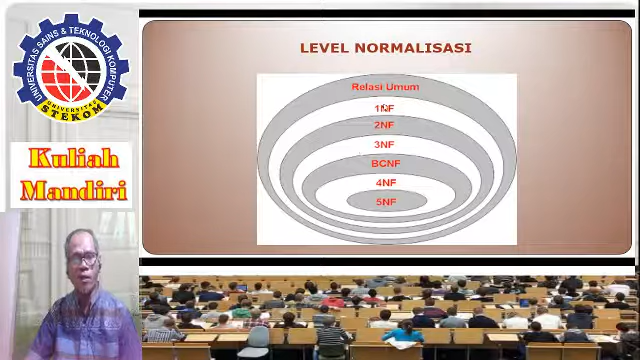 UNIVERSITAS SAINS & TEKNOLOGI KOMPUTER
UNIVERSITAS
STEKOM
Kuliah
Mandiri
LEVEL NORMALISASI
Relasi Umum
1NF
2NF
3NF
BCNF
4NF
5NF